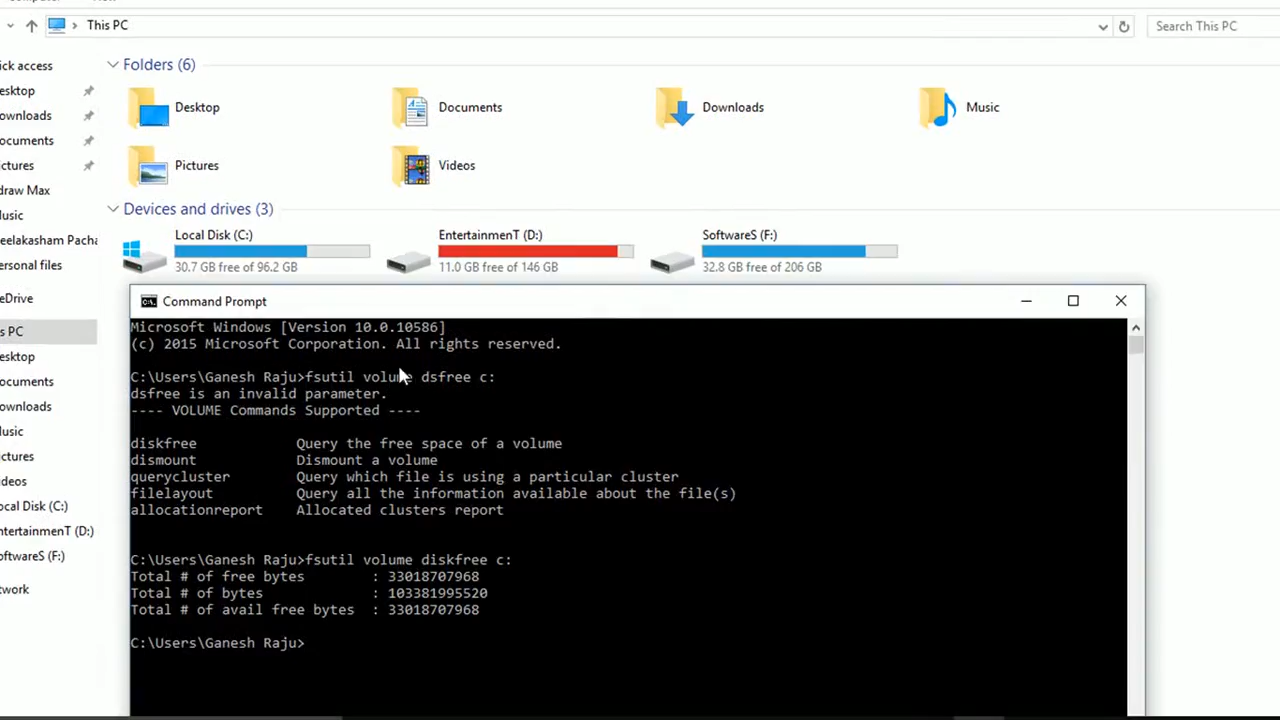 This PC
Search This PC
ick access
Folders (6)
esktop
ownloads
ocuments
ictures
draw Max
usic
eelakasham Pacha
ersonal files
eDrive
is PC
esktop
ocuments
ownloads
usic
ictures
ideos
ocal Disk (C:)
ntertainmenT (D:)
oftwareS (F:)
twork
Desktop
Documents
Downloads
Music
Pictures
Videos
Devices and drives (3)
Local Disk (C:)
30.7 GB free of 96.2 GB
EntertainmenT (D:)
11.0 GB free of 146 GB
SoftwareS (F:)
32.8 GB free of 206 GB
Command Prompt
Microsoft Windows [Version 10.0.10586]
(c) 2015 Microsoft Corporation. All rights reserved.
C:\Users\Ganesh Raju>fsutil volume dsfree c:
dsfree is an invalid parameter.
---- VOLUME Commands Supported ----
diskfree Query the free space of a volume
dismount Dismount a volume
querycluster Query which file is using a particular cluster
filelayout Query all the information available about the file(s)
allocationreport Allocated clusters report
C:\Users\Ganesh Raju>fsutil volume diskfree c:
Total # of free bytes : 33018707968
Total # of bytes : 103381995520
Total # of avail free bytes : 33018707968
C:\Users\Ganesh Raju>